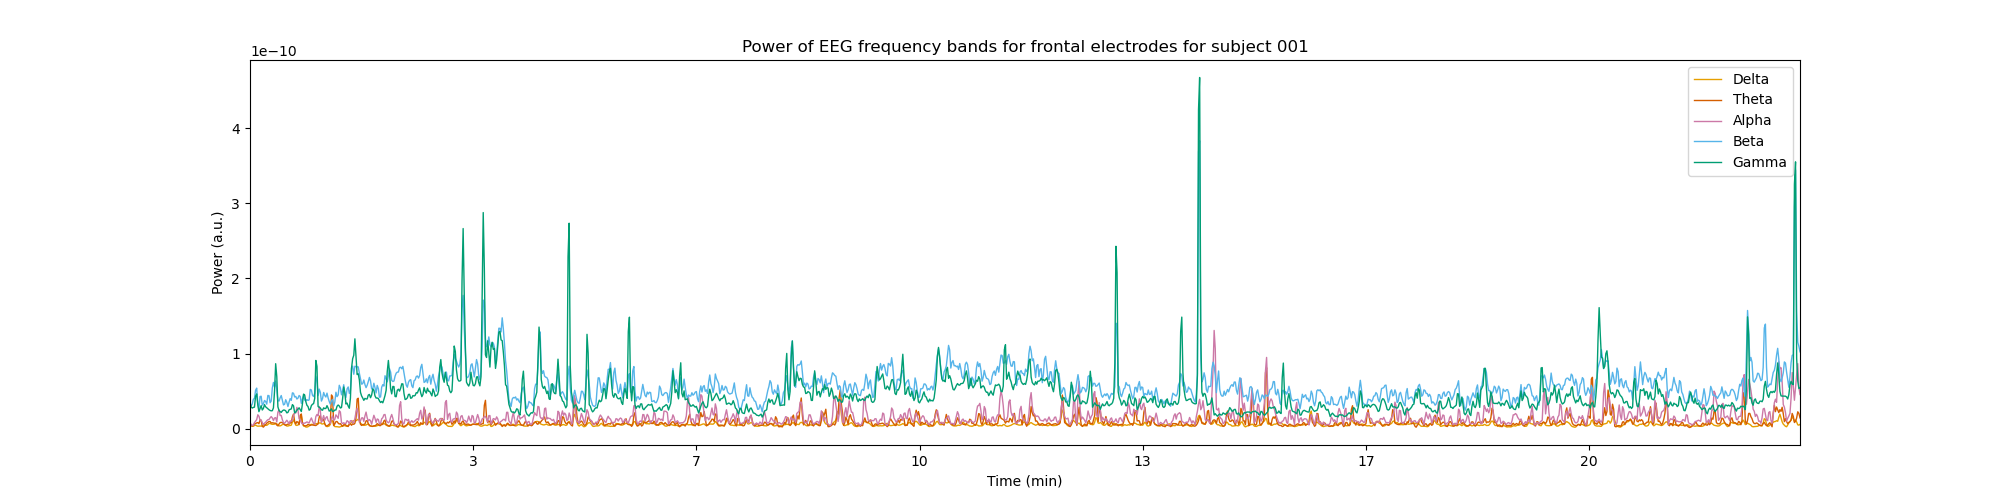 Power of EEG frequency bands for frontal electrodes for subject 001
1e−10
Delta
Theta
Alpha
Beta
Gamma
4
3
2
1
0
Power (a.u.)
0 3 7 10 13 17 20
Time (min)